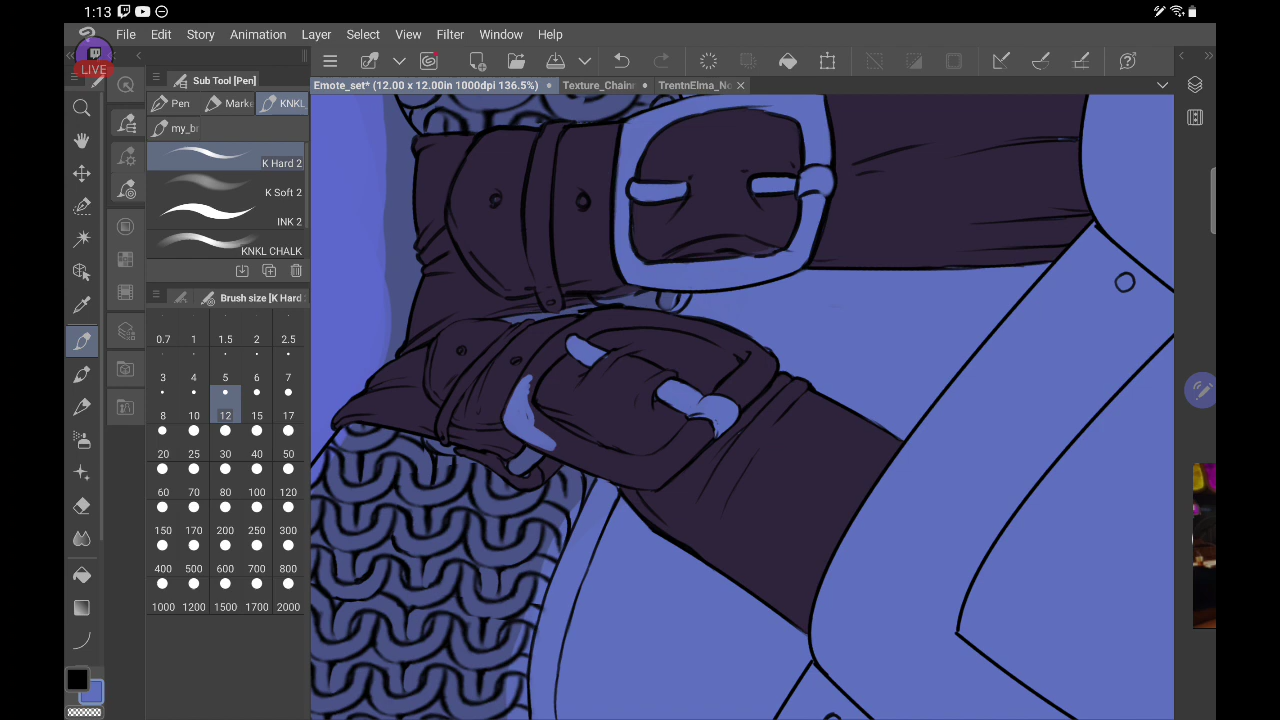 1:13
File Edit Story Animation Layer Select View Filter Window Help
LIVE
Sub Tool [Pen]
Emote_set* (12.00 x 12.00in 1000dpi 136.5%)
Texture_Chain
TrentnElma_No
Pen
Marke
KNKL
my_br
K Hard 2
K Soft 2
INK 2
KNKL CHALK
Brush size [K Hard
0.7 1 1.5 2 2.5
3 4 5 6 7
8 10 12 15 17
20 25 30 40 50
60 70 80 100 120
150 170 200 250 300
400 500 600 700 800
1000 1200 1500 1700 2000